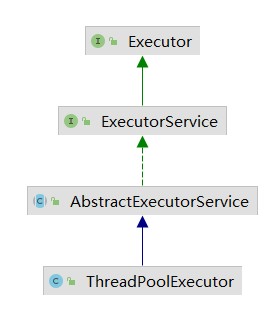 I Executor
I ExecutorService
C AbstractExecutorService
C ThreadPoolExecutor